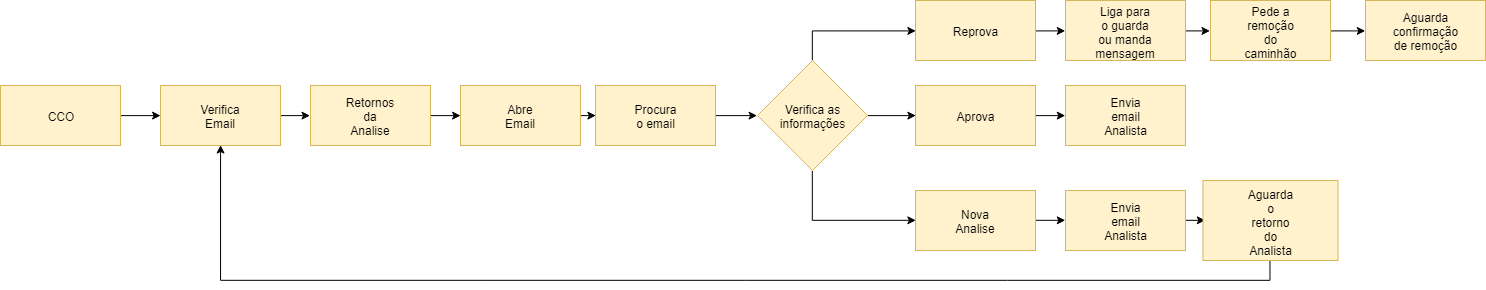 CCO
Verifica
Email
Retornos
da
Analise
Abre
Email
Procura
o email
Verifica as
informações
Reprova
Liga para
o guarda
ou manda
mensagem
Pede a
remoção
do
caminhão
Aguarda
confirmação
de remoção
Aprova
Envia
email
Analista
Nova
Analise
Envia
email
Analista
Aguarda
o
retorno
do
Analista